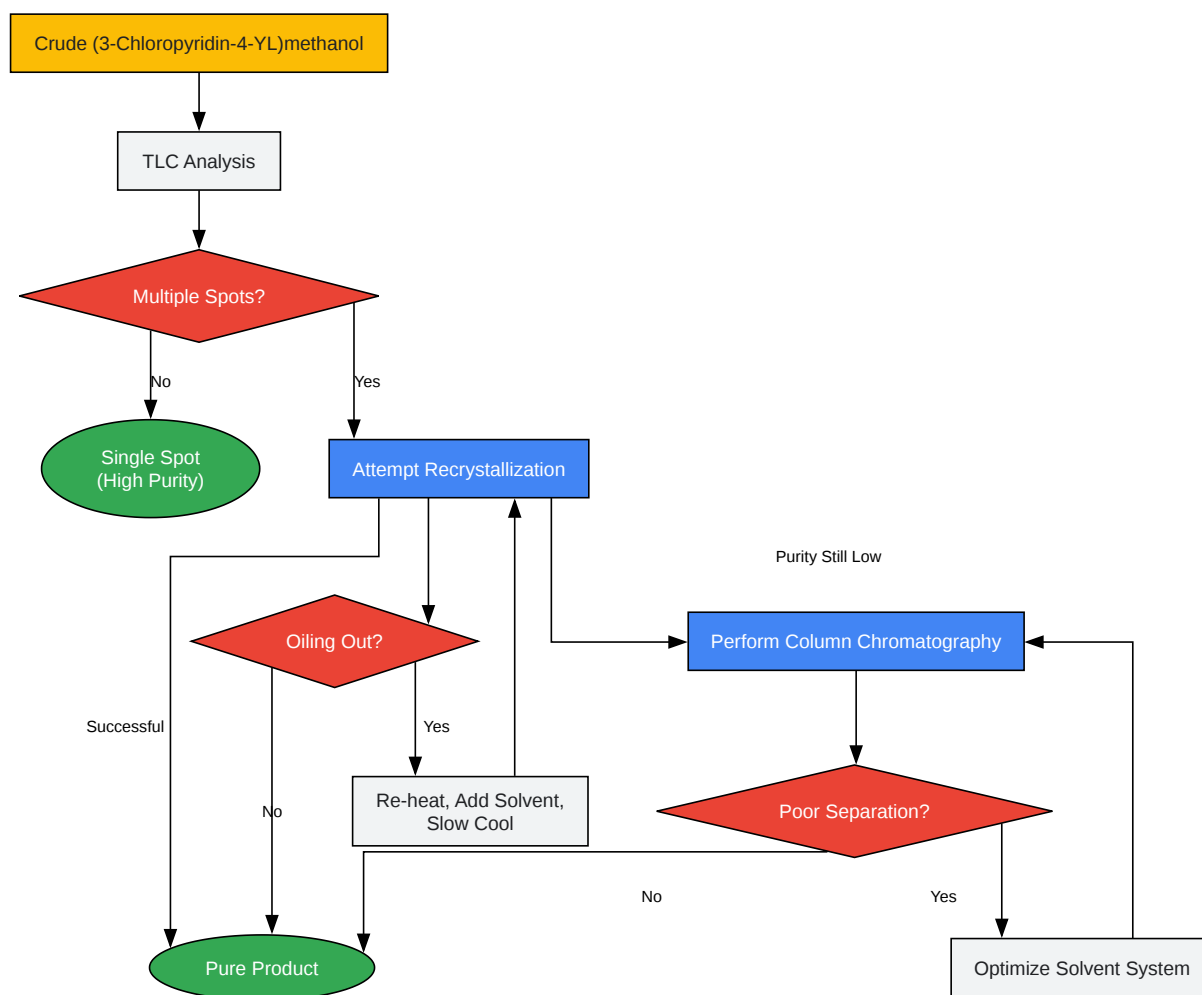 Crude (3-Chloropyridin-4-YL)methanol
TLC Analysis
Multiple Spots?
No
Yes
Single Spot
(High Purity)
Attempt Recrystallization
Purity Still Low
Oiling Out?
Perform Column Chromatography
Successful
Yes
No
Re-heat, Add Solvent,
Slow Cool
Poor Separation?
No
Yes
Pure Product
Optimize Solvent System